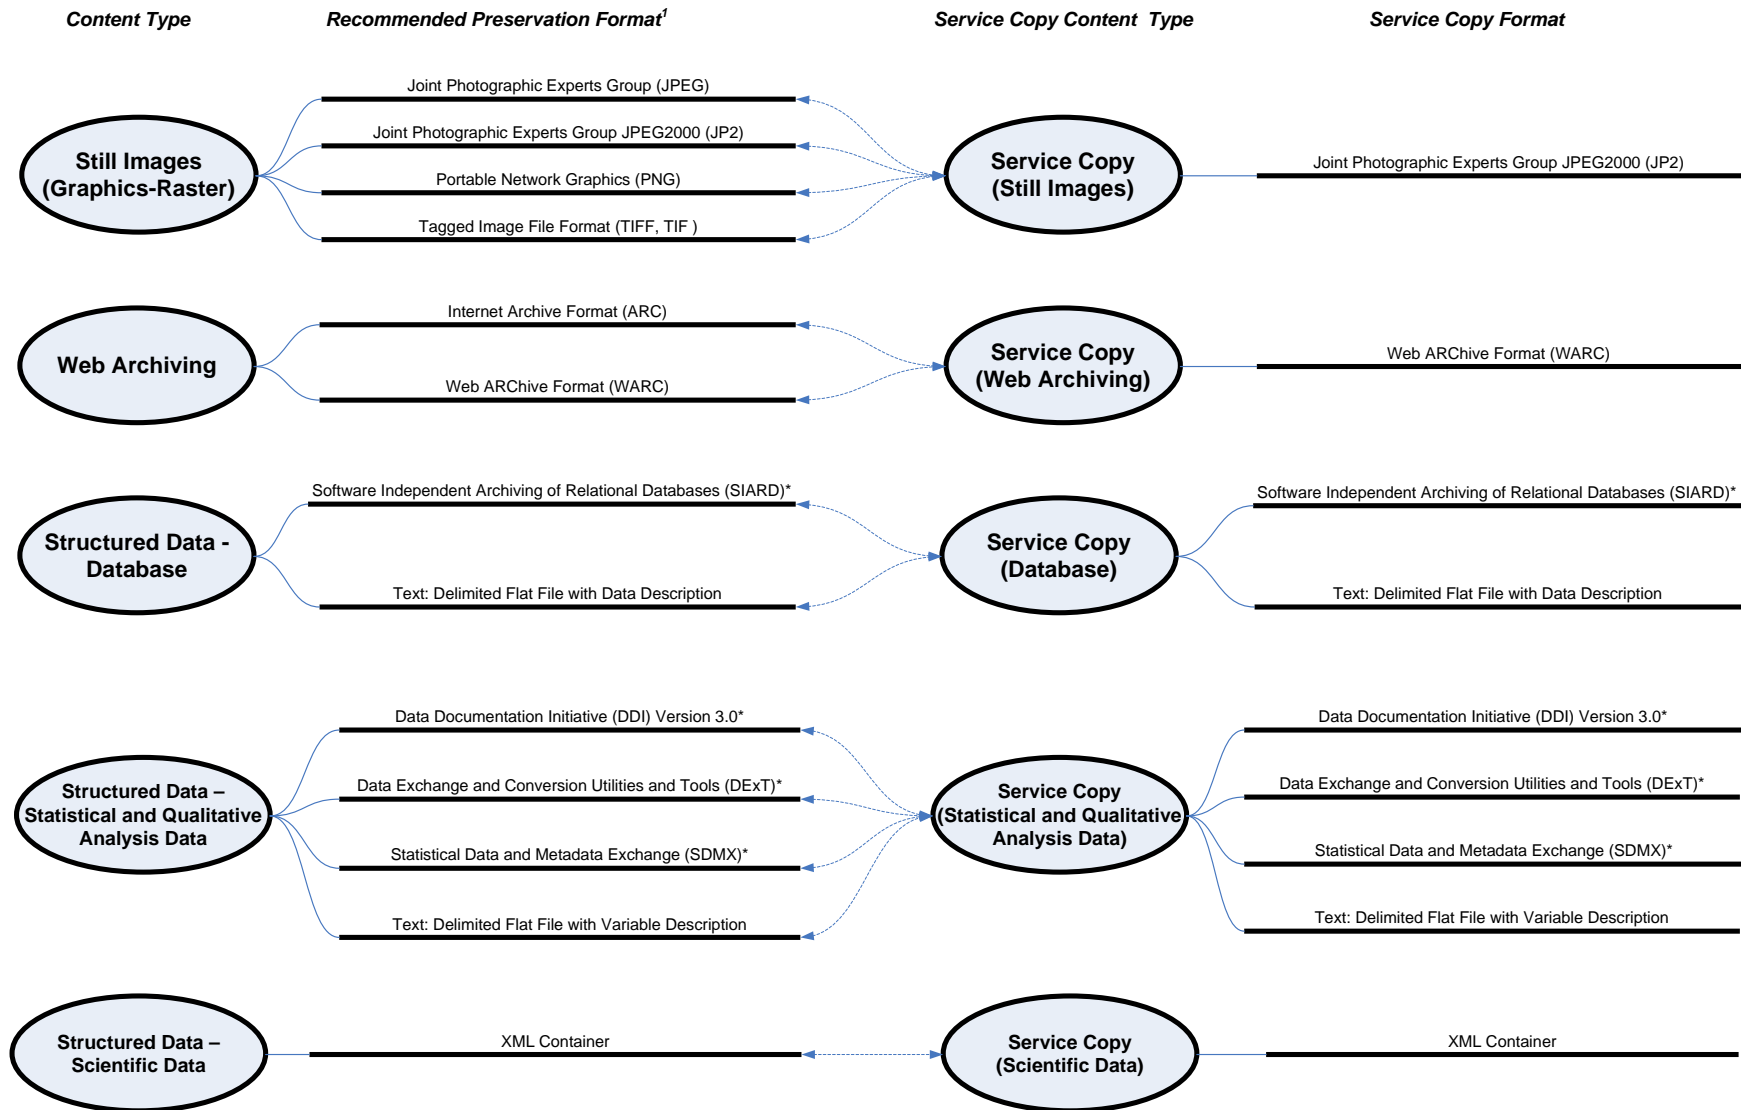 Content Type
Recommended Preservation Format1
Service Copy Content Type
Service Copy Format
Still Images
(Graphics-Raster)
Joint Photographic Experts Group (JPEG)
Joint Photographic Experts Group JPEG2000 (JP2)
Portable Network Graphics (PNG)
Tagged Image File Format (TIFF, TIF )
Service Copy
(Still Images)
Joint Photographic Experts Group JPEG2000 (JP2)
Web Archiving
Internet Archive Format (ARC)
Web ARChive Format (WARC)
Service Copy
(Web Archiving)
Web ARChive Format (WARC)
Structured Data -
Database
Software Independent Archiving of Relational Databases (SIARD)*
Text: Delimited Flat File with Data Description
Service Copy
(Database)
Software Independent Archiving of Relational Databases (SIARD)*
Text: Delimited Flat File with Data Description
Structured Data –
Statistical and Qualitative
Analysis Data
Data Documentation Initiative (DDI) Version 3.0*
Data Exchange and Conversion Utilities and Tools (DExT)*
Statistical Data and Metadata Exchange (SDMX)*
Text: Delimited Flat File with Variable Description
Service Copy
(Statistical and Qualitative
Analysis Data)
Data Documentation Initiative (DDI) Version 3.0*
Data Exchange and Conversion Utilities and Tools (DExT)*
Statistical Data and Metadata Exchange (SDMX)*
Text: Delimited Flat File with Variable Description
Structured Data –
Scientific Data
XML Container
Service Copy
(Scientific Data)
XML Container